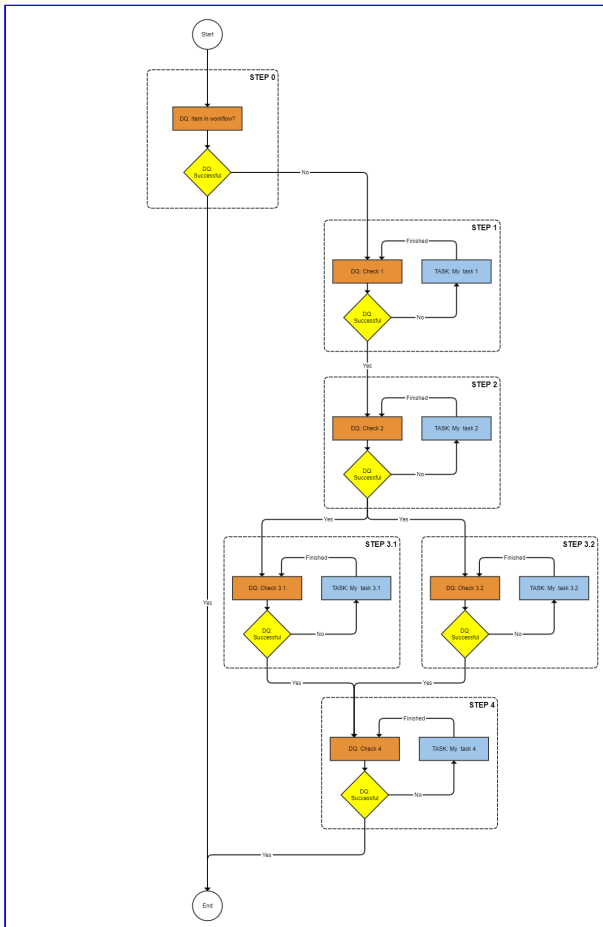 Start
STEP 0
DQ: Item in workflow?
DQ:
Successful
No
STEP 1
Finished
DQ: Check 1
TASK: My task 1
DQ:
Successful
No
Yes
STEP 2
Finished
DQ: Check 2
TASK: My task 2
DQ:
Successful
No
Yes
Yes
STEP 3.1
STEP 3.2
Finished
Finished
DQ: Check 3.1
TASK: My task 3.1
DQ: Check 3.2
TASK: My task 3.2
Yes
DQ:
Successful
No
DQ:
Successful
No
Yes
Yes
STEP 4
Finished
DQ: Check 4
TASK: My task 4
DQ:
Successful
No
Yes
End